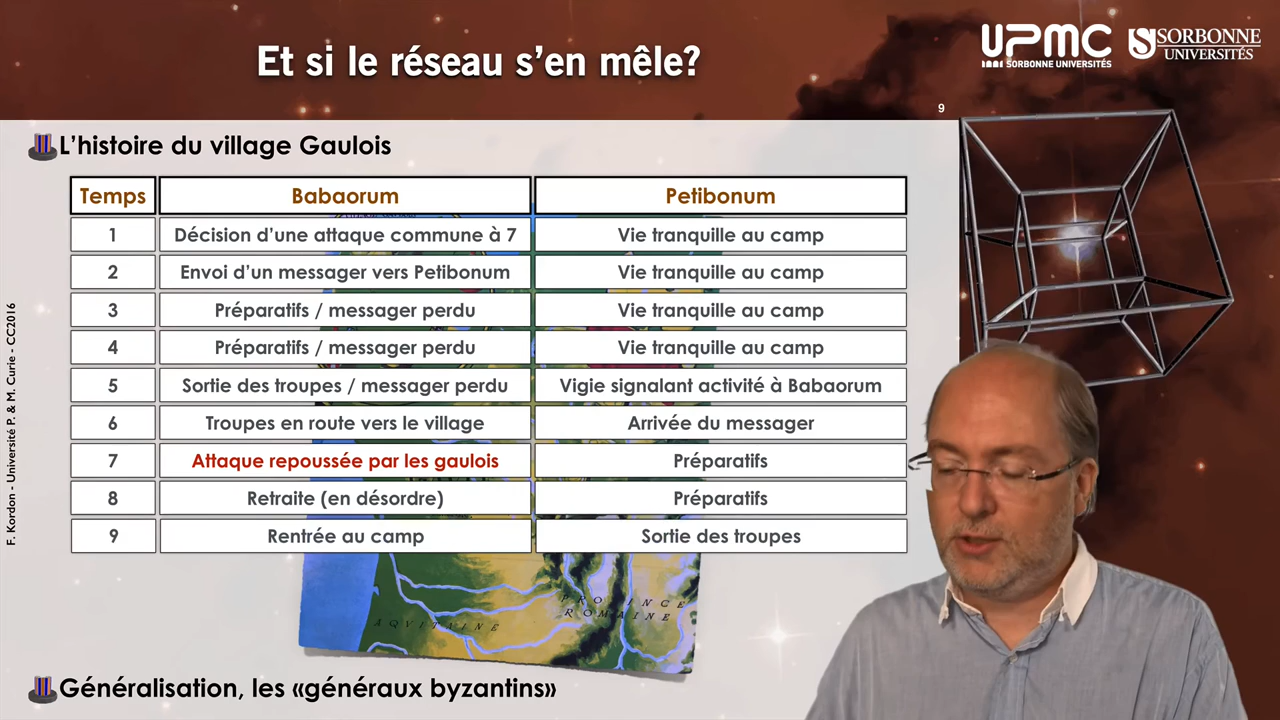 Et si le réseau s'en mêle?
UPMC
SORBONNE UNIVERSITÉS
SORBONNE
UNIVERSITÉS
9
L'histoire du village Gaulois
Temps Babaorum Petibonum
1 Décision d'une attaque commune à 7 Vie tranquille au camp
2 Envoi d'un messager vers Petibonum Vie tranquille au camp
3 Préparatifs / messager perdu Vie tranquille au camp
4 Préparatifs / messager perdu Vie tranquille au camp
5 Sortie des troupes / messager perdu Vigie signalant activité à Babaorum
6 Troupes en route vers le village Arrivée du messager
7 Attaque repoussée par les gaulois Préparatifs
8 Retraite (en désordre) Préparatifs
9 Rentrée au camp Sortie des troupes
PROVINCE
ROMAINE
AQVITVINE
Généralisation, les «généraux byzantins»
F. Kordon - Université P. & M. Curie - CC2016